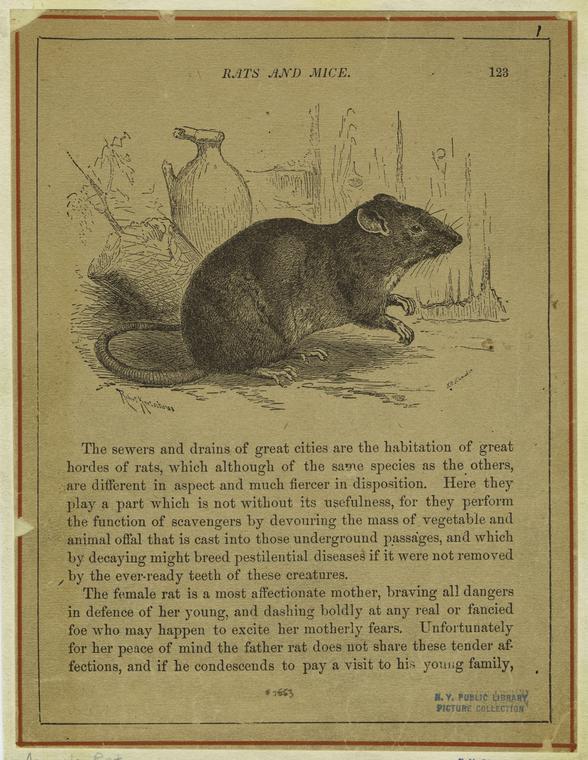 RATS AND MICE.
123
The sewers and drains of great cities are the habitation of great
hordes of rats, which although of the same species as the others,
are different in aspect and much fiercer in disposition. Here they
play a part which is not without its usefulness, for they perform
the function of scavengers by devouring the mass of vegetable and
animal offal that is cast into those underground passages, and which
by decaying might breed pestilential diseases if it were not removed
by the ever-ready teeth of these creatures.
The female rat is a most affectionate mother, braving all dangers
in defence of her young, and dashing boldly at any real or fancied
foe who may happen to excite her motherly fears. Unfortunately
for her peace of mind the father rat does not share these tender af-
fections, and if he condescends to pay a visit to his young family,
N. Y. PUBLIC LIBRARY
PICTURE COLLECTION